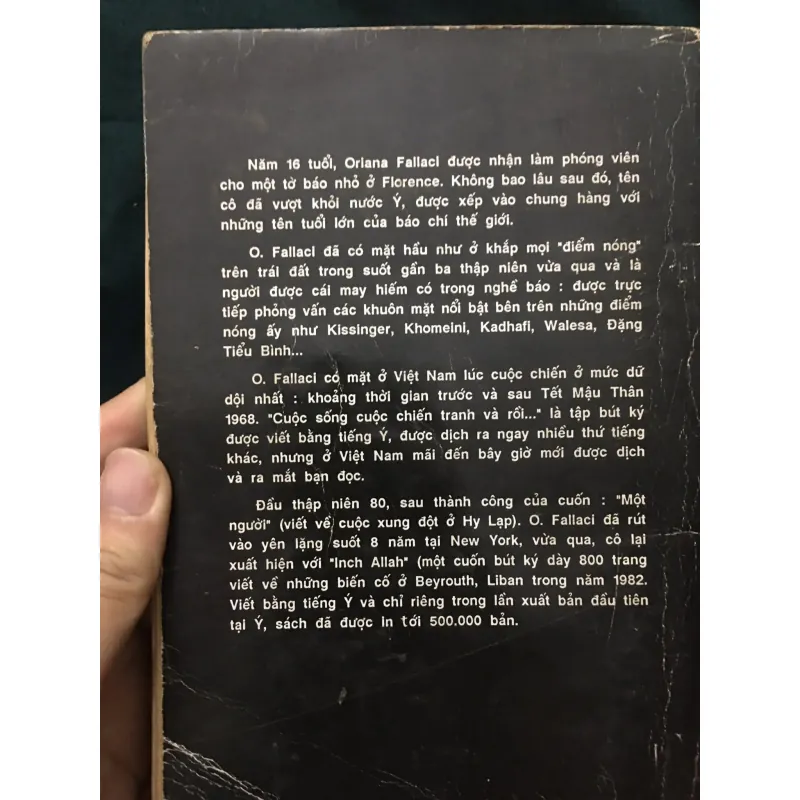 Năm 16 tuổi, Oriana Fallaci được nhận làm phóng viên
cho một tờ báo nhỏ ở Florence. Không bao lâu sau đó, tên
cô đã vượt khỏi nước Ý, được xếp vào chung hàng với
những tên tuổi lớn của báo chí thế giới.
O. Fallaci đã có mặt hầu như ở khắp mọi "điểm nóng"
trên trái đất trong suốt gần ba thập niên vừa qua và là
người được cái may hiếm có trong nghề báo : được trực
tiếp phỏng vấn các khuôn mặt nổi bật bên trên những điểm
nóng ấy như Kissinger, Khomeini, Kadhafi, Walesa, Đặng
Tiểu Bình...
O. Fallaci có mặt ở Việt Nam lúc cuộc chiến ở mức dữ
dội nhất : khoảng thời gian trước và sau Tết Mậu Thân
1968. "Cuộc sống cuộc chiến tranh và rồi..." là tập bút ký
được viết bằng tiếng Ý, được dịch ra ngay nhiều thứ tiếng
khác, nhưng ở Việt Nam mãi đến bây giờ mới được dịch
và ra mắt bạn đọc.
Đầu thập niên 80, sau thành công của cuốn : "Một
người" (viết về cuộc xung đột ở Hy Lạp). O. Fallaci đã rút
vào yên lặng suốt 8 năm tại New York, vừa qua, cô lại
xuất hiện với "Inch Allah" (một cuốn bút ký dày 800 trang
viết về những biến cố ở Beyrouth, Liban trong năm 1982.
Viết bằng tiếng Ý và chỉ riêng trong lần xuất bản đầu tiên
tại Ý, sách đã được in tới 500.000 bản.